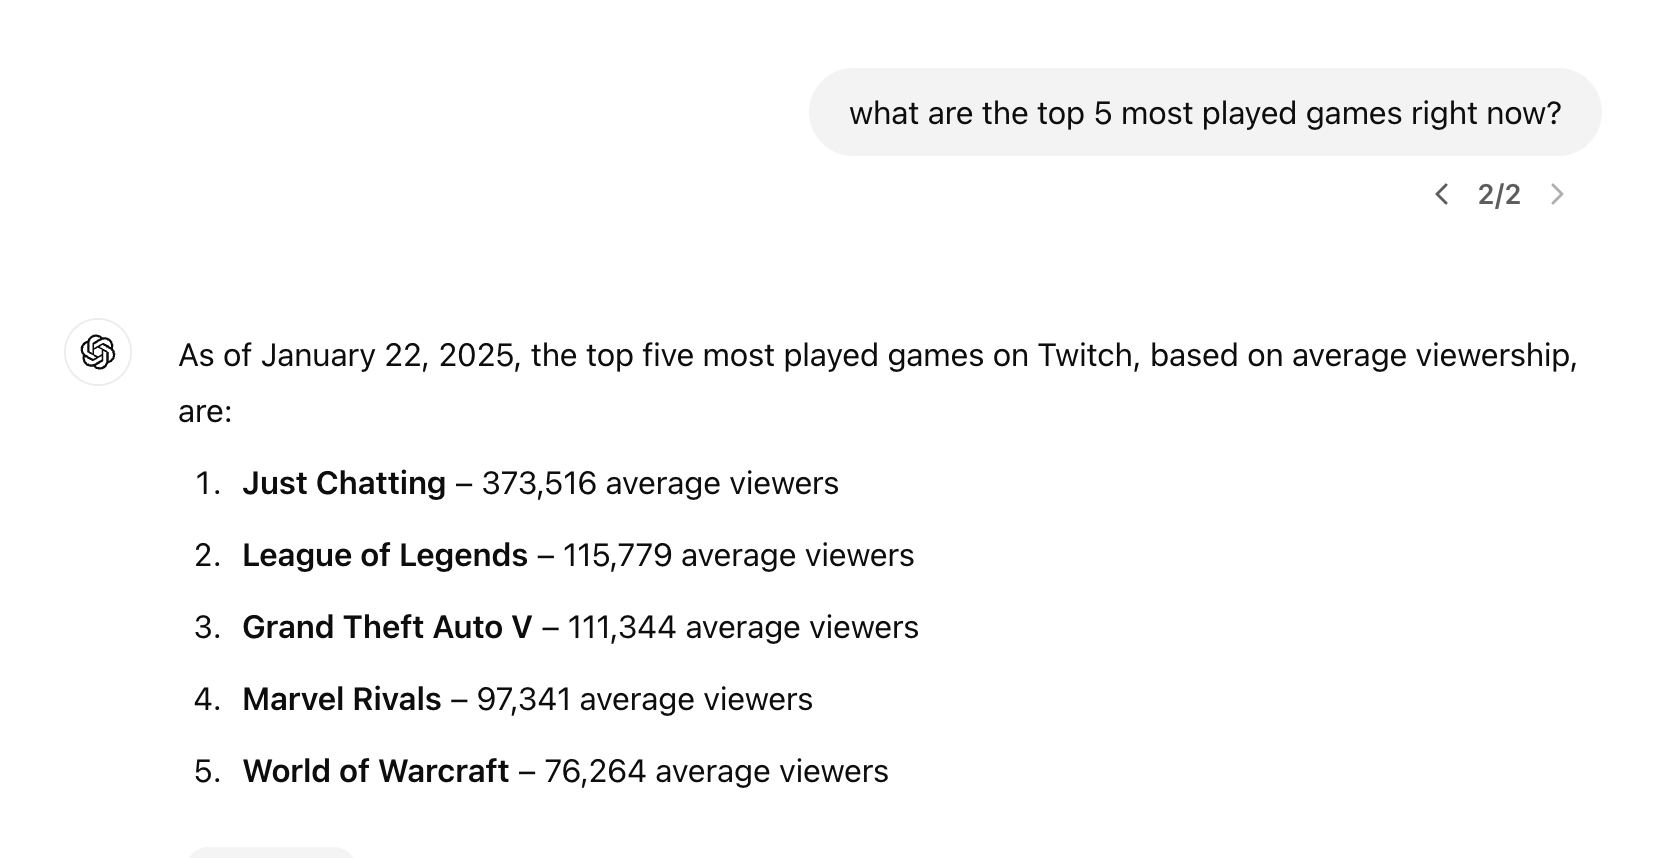 what are the top 5 most played games right now?
2/2
As of January 22, 2025, the top five most played games on Twitch, based on average viewership,
are:
1. Just Chatting – 373,516 average viewers
2. League of Legends – 115,779 average viewers
3. Grand Theft Auto V – 111,344 average viewers
4. Marvel Rivals – 97,341 average viewers
5. World of Warcraft – 76,264 average viewers